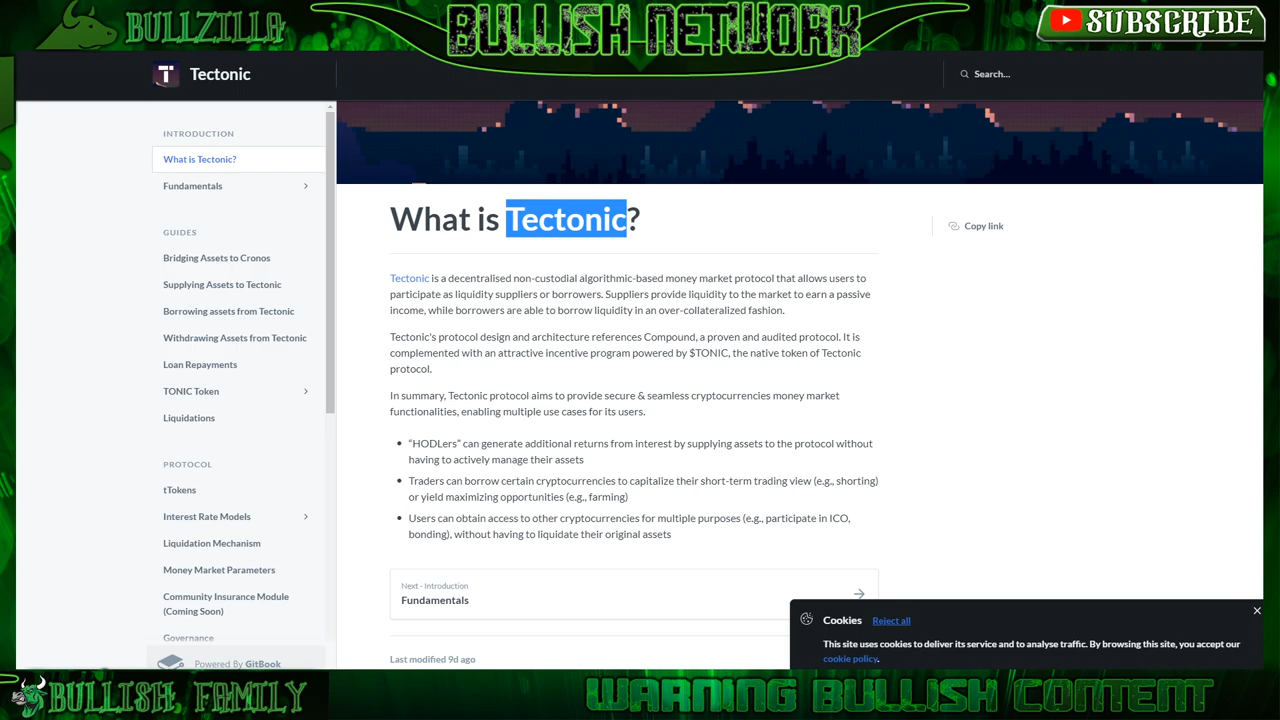 BULLZILLA
BULLISH NETWORK
SUBSCRIBE
Tectonic
Search...
INTRODUCTION
What is Tectonic?
Fundamentals
GUIDES
Bridging Assets to Cronos
Supplying Assets to Tectonic
Borrowing assets from Tectonic
Withdrawing Assets from Tectonic
Loan Repayments
TONIC Token
Liquidations
PROTOCOL
tTokens
Interest Rate Models
Liquidation Mechanism
Money Market Parameters
Community Insurance Module
(Coming Soon)
Governance
Powered By GitBook
What is Tectonic?
Copy link
Tectonic is a decentralised non-custodial algorithmic-based money market protocol that allows users to
participate as liquidity suppliers or borrowers. Suppliers provide liquidity to the market to earn a passive
income, while borrowers are able to borrow liquidity in an over-collateralized fashion.
Tectonic's protocol design and architecture references Compound, a proven and audited protocol. It is
complemented with an attractive incentive program powered by $TONIC, the native token of Tectonic
protocol.
In summary, Tectonic protocol aims to provide secure & seamless cryptocurrencies money market
functionalities, enabling multiple use cases for its users.
• “HODLers” can generate additional returns from interest by supplying assets to the protocol without
having to actively manage their assets
• Traders can borrow certain cryptocurrencies to capitalize their short-term trading view (e.g., shorting)
or yield maximizing opportunities (e.g., farming)
• Users can obtain access to other cryptocurrencies for multiple purposes (e.g., participate in ICO,
bonding), without having to liquidate their original assets
Next - Introduction
Fundamentals
Last modified 9d ago
Cookies Reject all
This site uses cookies to deliver its service and to analyse traffic. By browsing this site, you accept our
cookie policy.
BULLISH FAMILY
WARNING BULLISH CONTENT